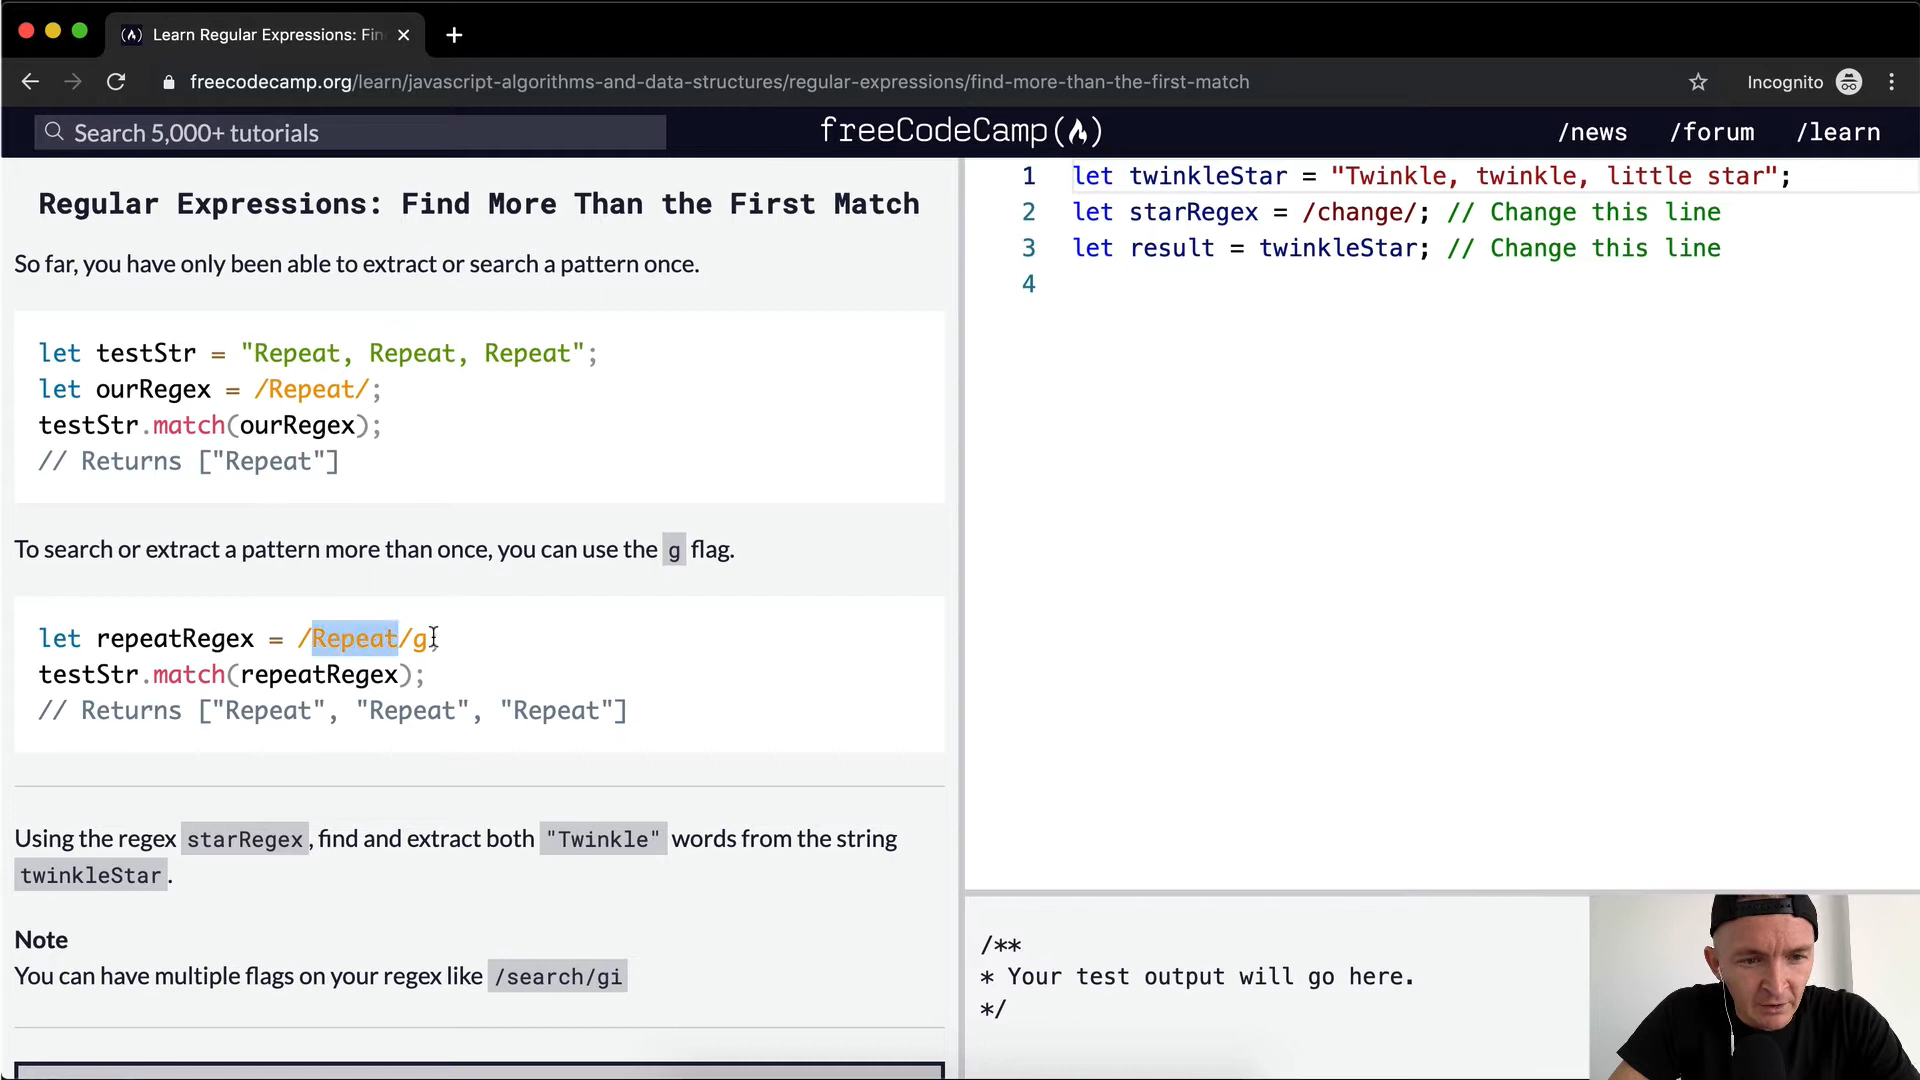 Learn Regular Expressions: Fin
freecodecamp.org/learn/javascript-algorithms-and-data-structures/regular-expressions/find-more-than-the-first-match
Incognito
Search 5,000+ tutorials
freeCodeCamp
/news /forum /learn
Regular Expressions: Find More Than the First Match
So far, you have only been able to extract or search a pattern once.
let testStr = "Repeat, Repeat, Repeat";
let ourRegex = /Repeat/;
testStr.match(ourRegex);
// Returns ["Repeat"]
To search or extract a pattern more than once, you can use the g flag.
let repeatRegex = /Repeat/g;
testStr.match(repeatRegex);
// Returns ["Repeat", "Repeat", "Repeat"]
Using the regex starRegex, find and extract both "Twinkle" words from the string
twinkleStar.
Note
You can have multiple flags on your regex like /search/gi
1 let twinkleStar = "Twinkle, twinkle, little star";
2 let starRegex = /change/; // Change this line
3 let result = twinkleStar; // Change this line
4
/**
* Your test output will go here.
*/